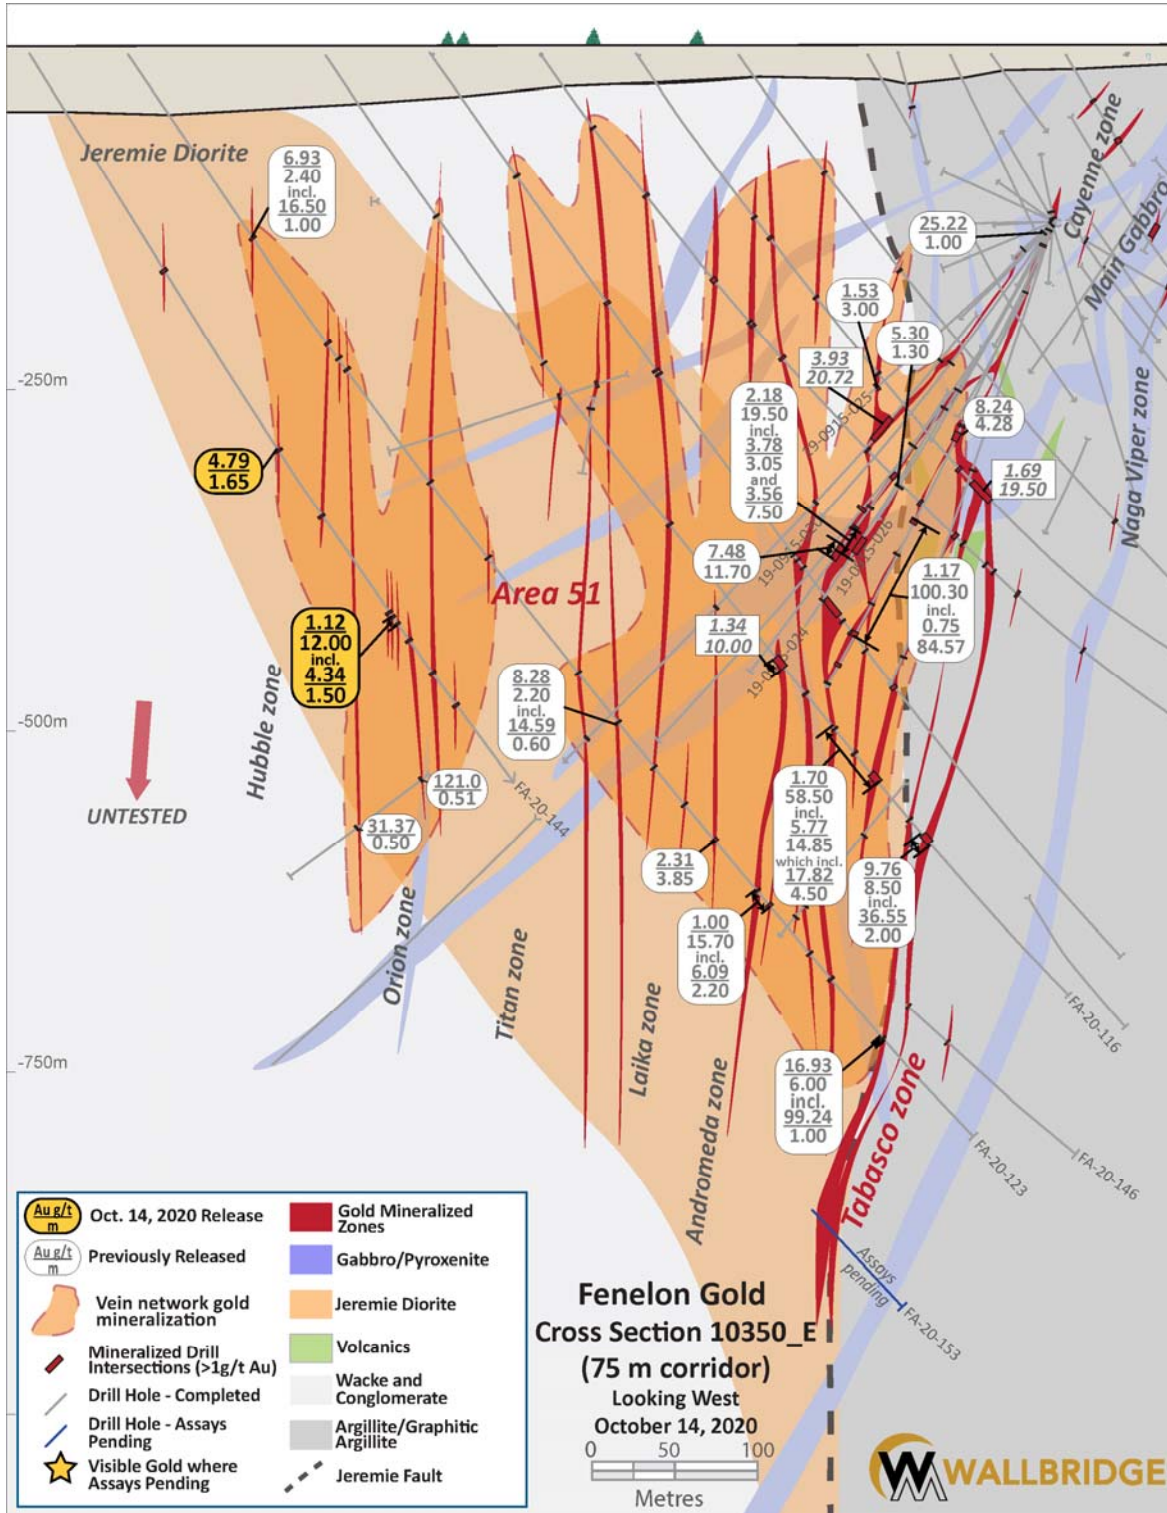 Jeremie Diorite
6.93
2.40
incl.
16.50
1.00
Cayenne zone
Main Gabbro
25.22
1.00
1.53
3.00
5.30
1.30
3.93
20.72
-250m
2.18
19.50
incl.
3.78
3.05
and
3.56
7.50
19-0915-025
8.24
4.28
Naga Viper zone
4.79
1.65
1.69
19.50
7.48
11.70
19-0915-026
1.17
100.30
incl.
0.75
84.57
Area 51
1.12
12.00
incl.
4.34
1.50
1.34
10.00
8.28
2.20
incl.
14.59
0.60
-500m
Hubble zone
UNTESTED
121.0
0.51
FA-20-144
31.37
0.50
1.70
58.50
incl.
5.77
14.85
which incl.
17.82
4.50
2.31
3.85
9.76
8.50
incl.
36.55
2.00
1.00
15.70
incl.
6.09
2.20
Orion zone
Titan zone
Laika zone
Andromeda zone
FA-20-116
-750m
16.93
6.00
incl.
99.24
1.00
Tabasco zone
FA-20-123
FA-20-146
Assays
pending
FA-20-153
Au g/t
m
Oct. 14, 2020 Release
Au g/t
m
Previously Released
Vein network gold
mineralization
Mineralized Drill
Intersections (>1g/t Au)
Drill Hole - Completed
Drill Hole - Assays
Pending
Visible Gold where
Assays Pending
Gold Mineralized
Zones
Gabbro/Pyroxenite
Jeremie Diorite
Volcanics
Wacke and
Conglomerate
Argillite/Graphitic
Argillite
Jeremie Fault
Fenelon Gold
Cross Section 10350_E
(75 m corridor)
Looking West
October 14, 2020
0 50 100
Metres
WALLBRIDGE